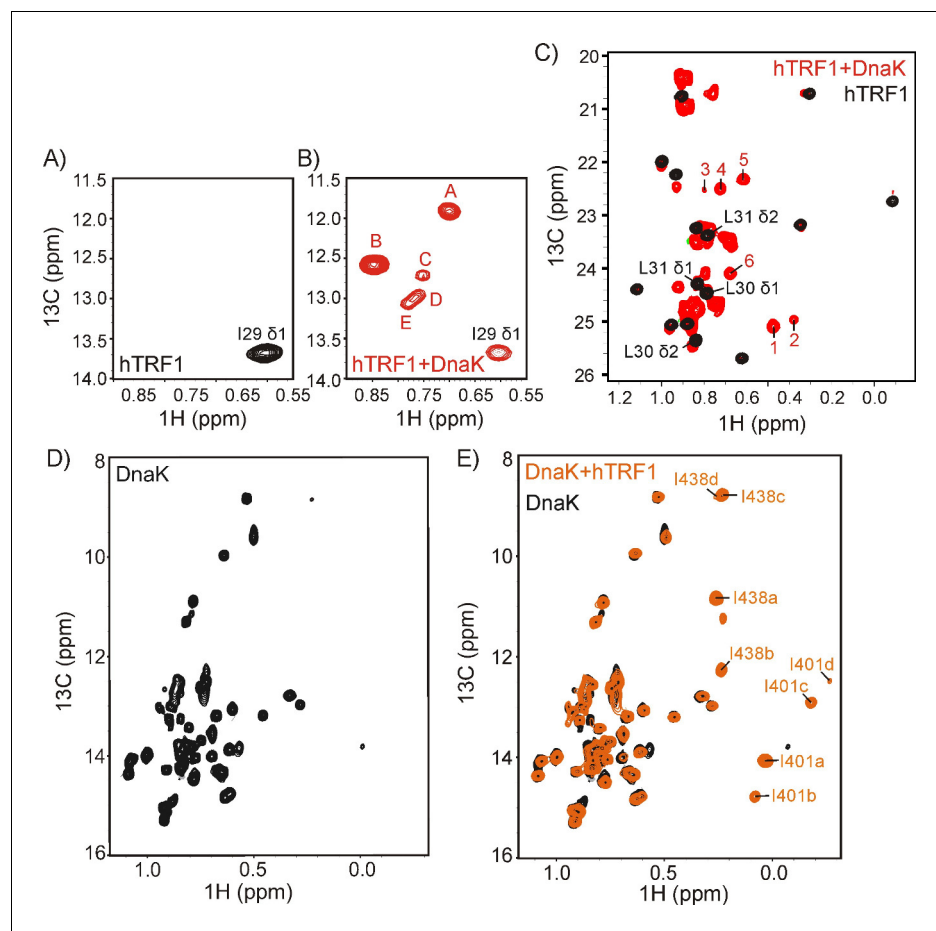 A)
11.5
12.0
12.5
13.0
13.5
14.0
13C (ppm)
I29 δ1
hTRF1
0.85
0.75
0.65
0.55
1H (ppm)
B)
11.5
12.0
12.5
13.0
13.5
14.0
A
B
C
D
E
I29 δ1
hTRF1+DnaK
0.85
0.75
0.65
0.55
1H (ppm)
C)
20
21
22
23
24
25
26
13C (ppm)
hTRF1+DnaK
hTRF1
3
4
5
L31 δ2
L31 δ1
6
L30 δ1
L30 δ2
1
2
1.2
1.0
0.8
0.6
0.4
0.2
0.0
1H (ppm)
D)
DnaK
8
10
12
14
16
13C (ppm)
1.0
0.5
0.0
1H (ppm)
E)
DnaK+hTRF1
DnaK
8
10
12
14
16
13C (ppm)
I438d
I438c
I438a
I438b
I401d
I401c
I401a
I401b
1.0
0.5
0.0
1H (ppm)